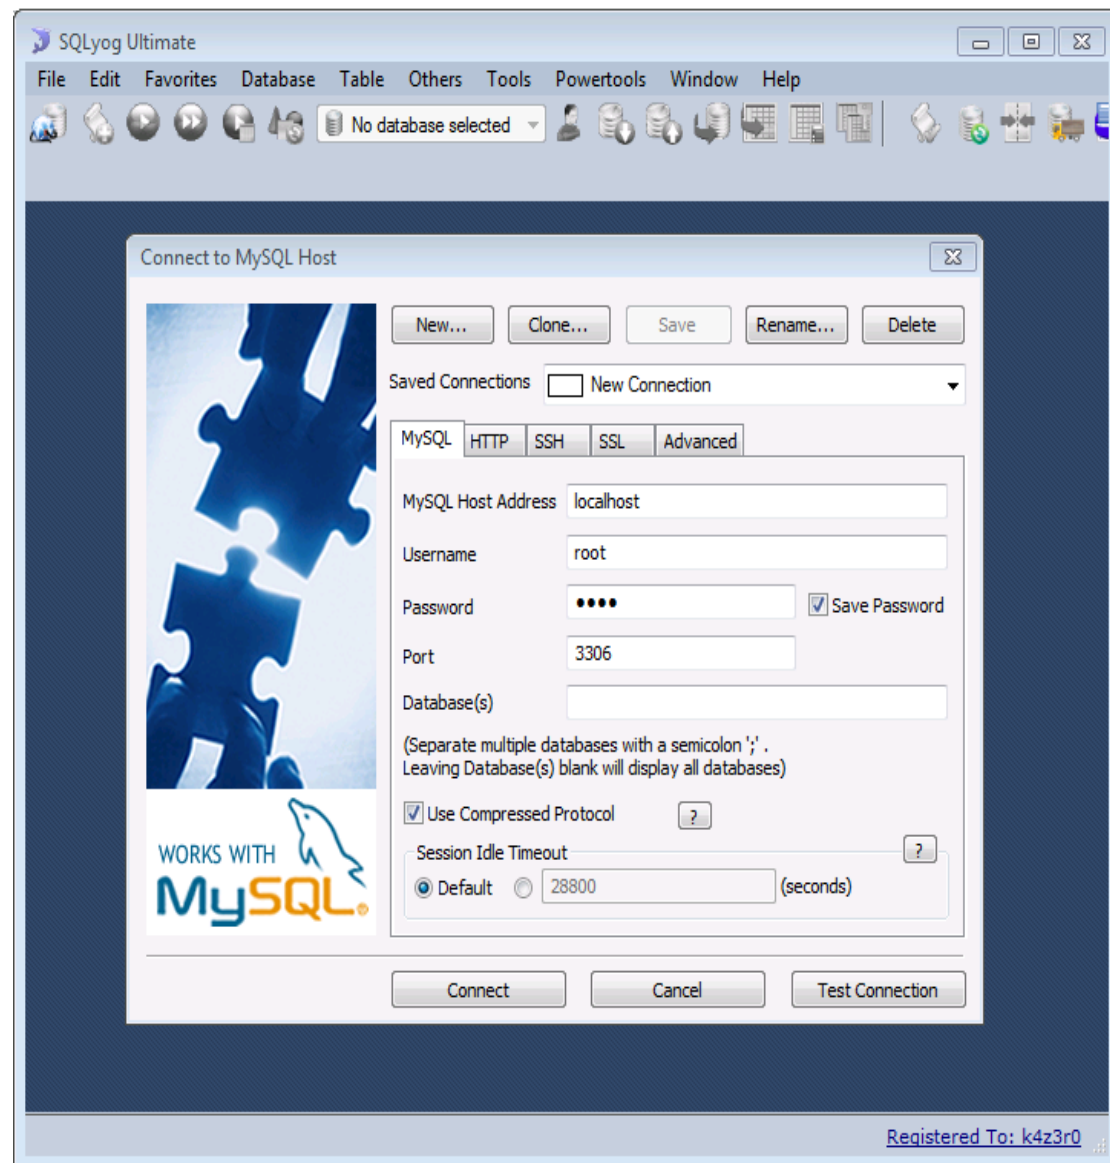 SQLyog Ultimate
File Edit Favorites Database Table Others Tools Powertools Window Help
No database selected
Connect to MySQL Host
New... Clone... Save Rename... Delete
Saved Connections New Connection
MySQL HTTP SSH SSL Advanced
MySQL Host Address localhost
Username root
Password •••• Save Password
Port 3306
Database(s)
(Separate multiple databases with a semicolon ';' .
Leaving Database(s) blank will display all databases)
Use Compressed Protocol ?
Session Idle Timeout ?
Default 28800 (seconds)
WORKS WITH
MySQL®
Connect Cancel Test Connection
Registered To: k4z3r0